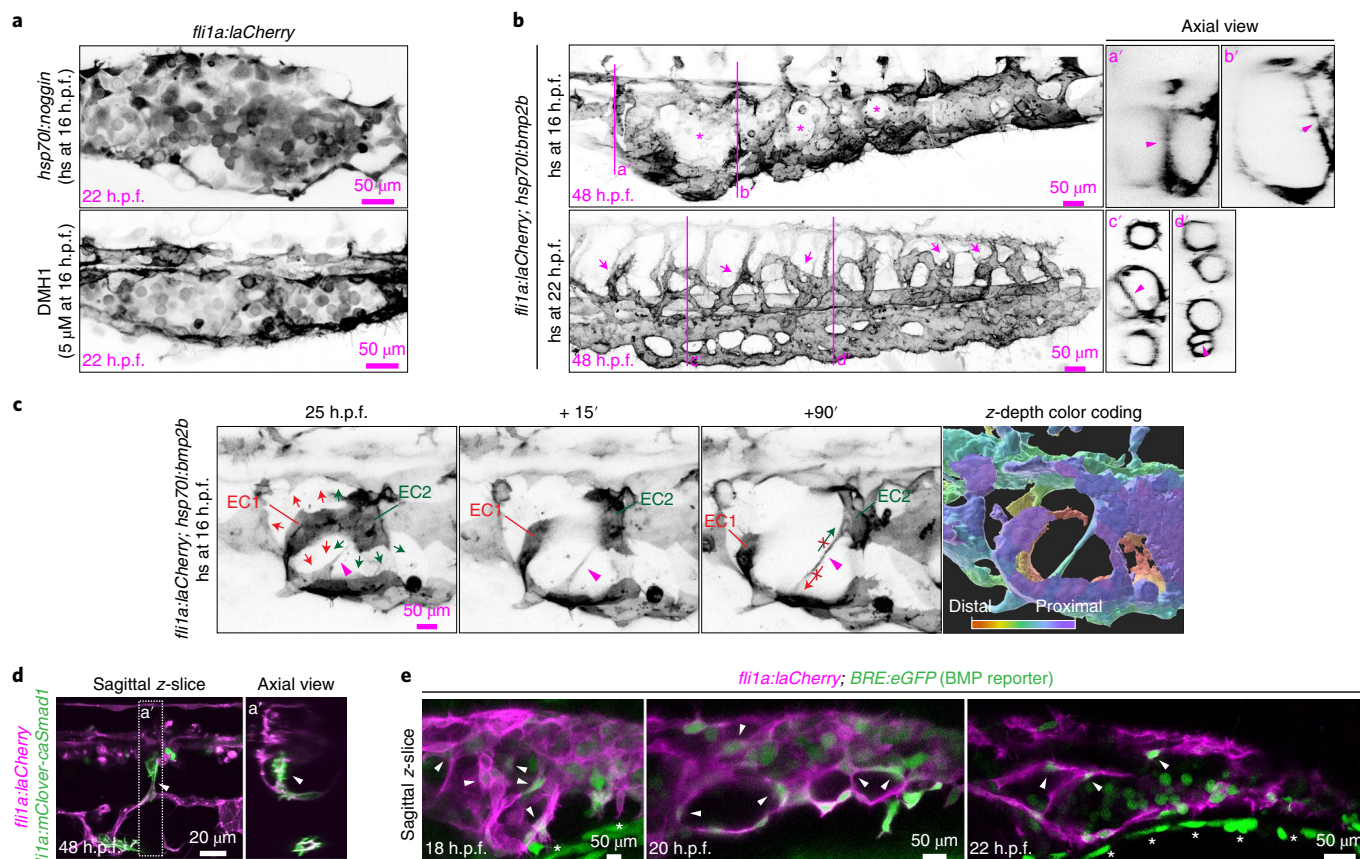 a
fli1a:laCherry
hsp70l:noggin
(hs at 16 h.p.f.)
22 h.p.f.
50 μm
DMH1
(5 μM at 16 h.p.f.)
22 h.p.f.
50 μm
b
Axial view
fli1a:laCherry; hsp70l:bmp2b
hs at 16 h.p.f.
*
*
*
a′
b′
48 h.p.f.
50 μm
a′
b′
hs at 22 h.p.f.
c′
d
48 h.p.f.
50 μm
c′
d′
c
25 h.p.f.
+ 15′
+90′
z-depth color coding
fli1a:laCherry; hsp70l:bmp2b
hs at 16 h.p.f.
EC1
EC2
50 μm
EC1
EC2
EC1
EC2
Distal
Proximal
d
Sagittal z-slice
Axial view
fli1a:laCherry
fli1a:mClover-caSmad1
a′
48 h.p.f.
20 μm
a′
e
fli1a:laCherry; BRE:eGFP (BMP reporter)
Sagittal z-slice
18 h.p.f.
*
*
50 μm
20 h.p.f.
50 μm
22 h.p.f.
* * * * *
50 μm